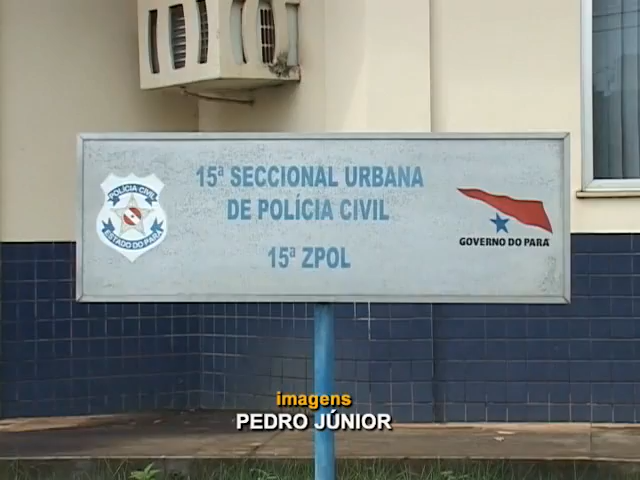 15ª SECCIONAL URBANA
DE POLÍCIA CIVIL
15ª ZPOL
POLÍCIA CIVIL
ESTADO DO PARÁ
GOVERNO DO PARÁ
imagens
PEDRO JÚNIOR